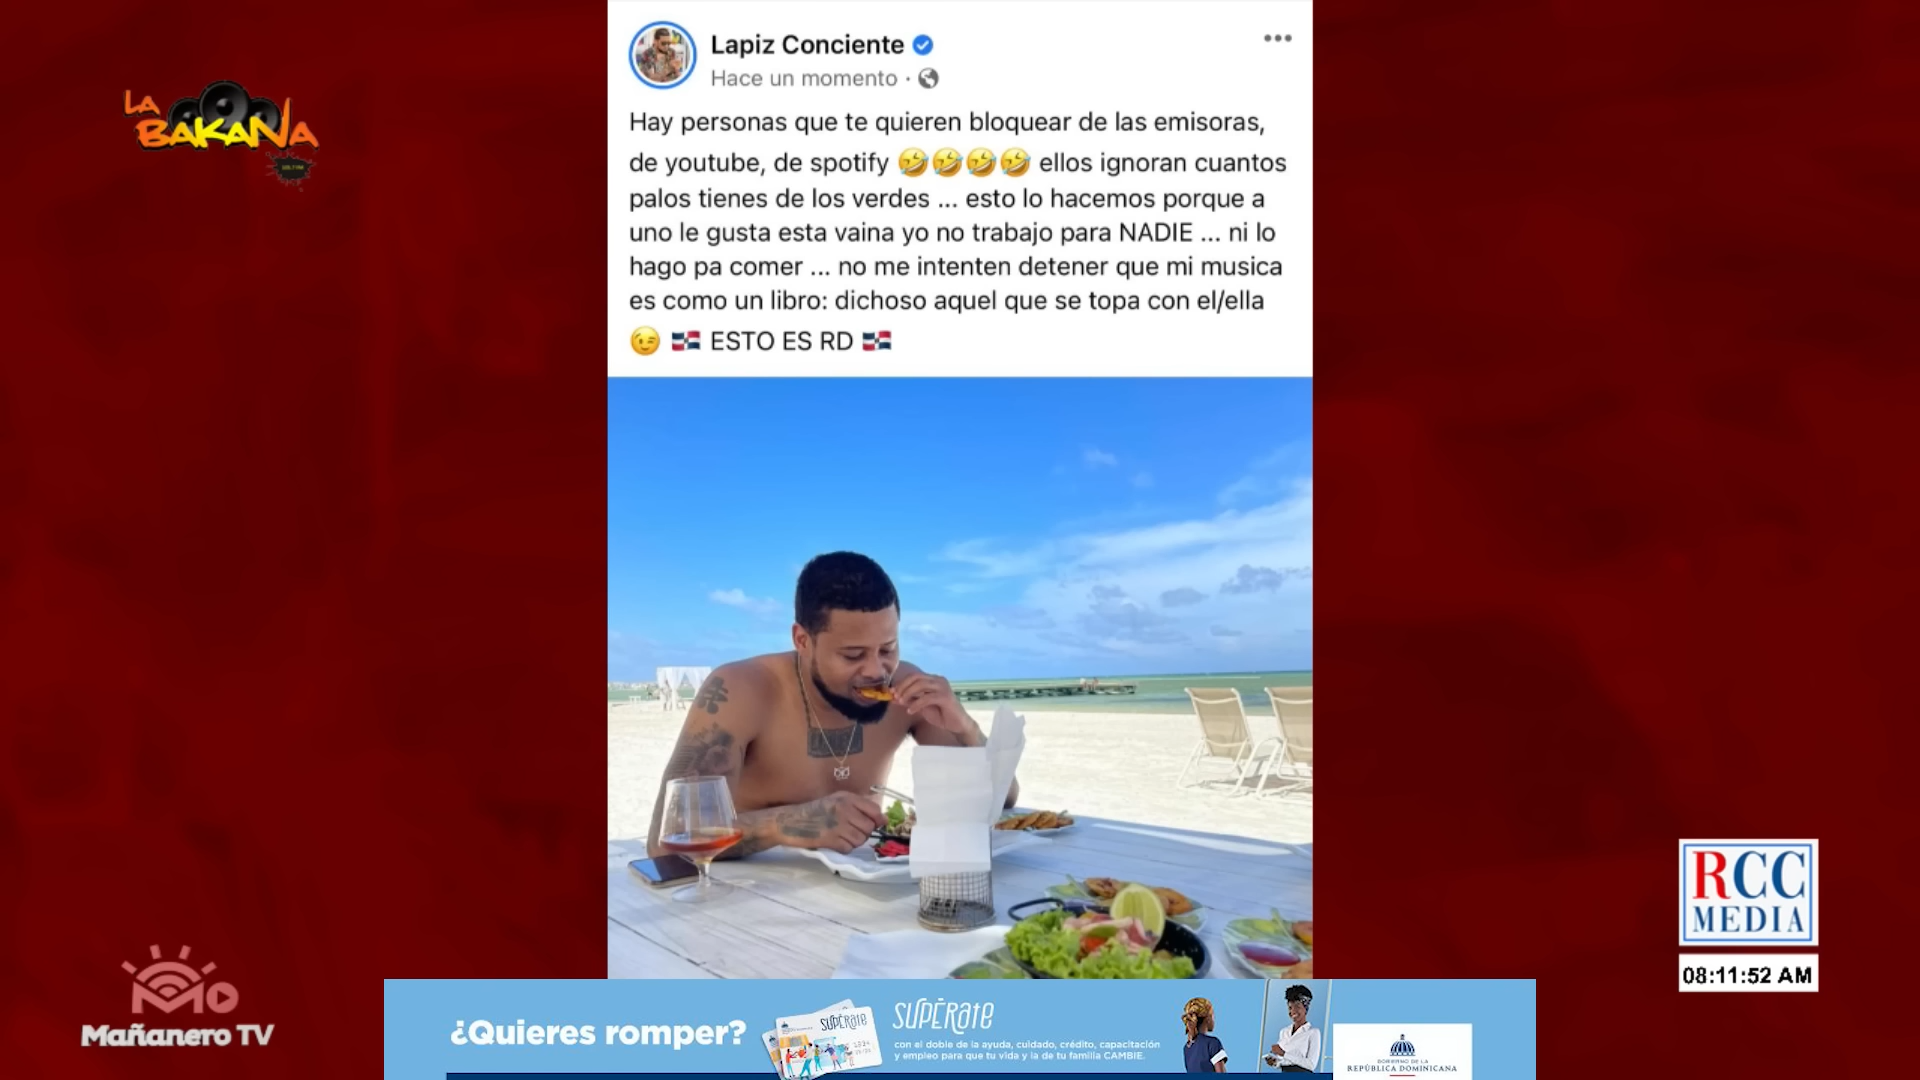 Lapiz Conciente
Hace un momento ·
Hay personas que te quieren bloquear de las emisoras,
de youtube, de spotify 🤣🤣🤣🤣 ellos ignoran cuantos
palos tienes de los verdes ... esto lo hacemos porque a
uno le gusta esta vaina yo no trabajo para NADIE ... ni lo
hago pa comer ... no me intenten detener que mi musica
es como un libro: dichoso aquel que se topa con el/ella
😉 🇩🇴 ESTO ES RD 🇩🇴
LA
BAKANA
RCC
MEDIA
08:11:52 AM
Mañanero TV
¿Quieres romper?
SUPÉRATE
SUPÉRATE
con el doble de la ayuda, cuidado, crédito, capacitación
y empleo para que tu vida y la de tu familia CAMBIE.
GOBIERNO DE LA
REPÚBLICA DOMINICANA